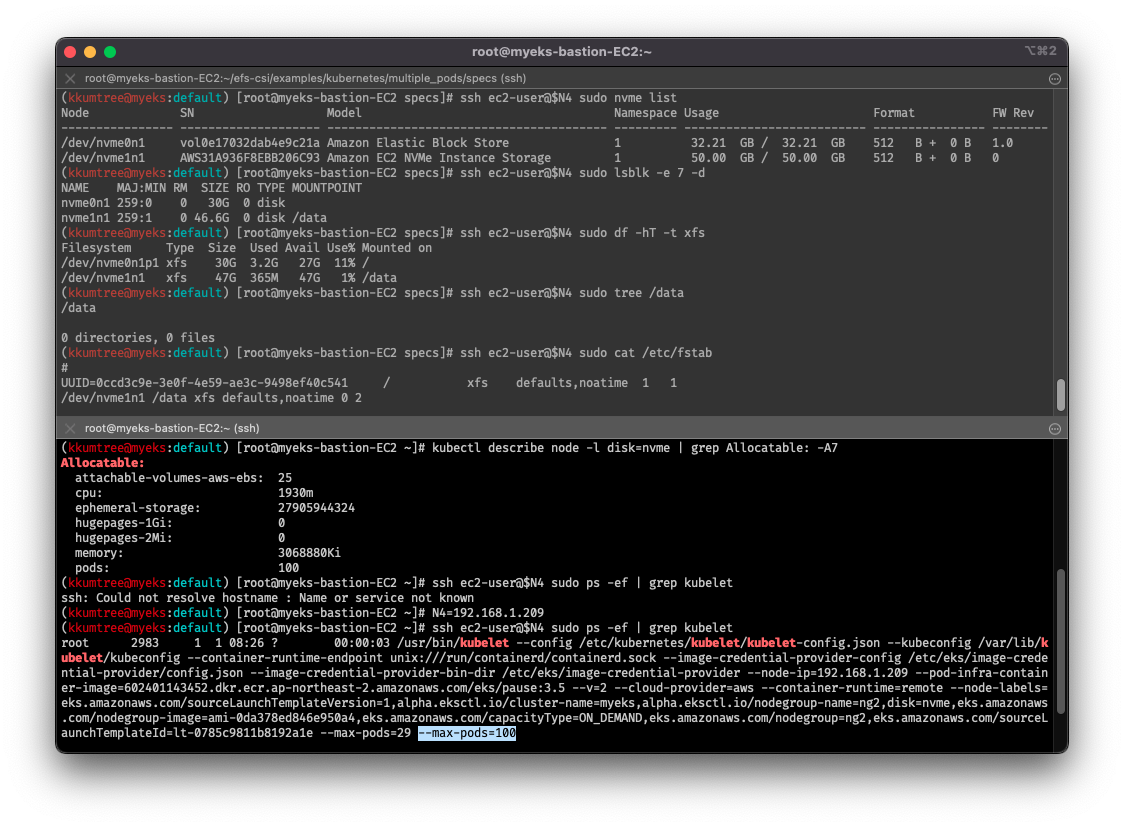 root@myeks-bastion-EC2:~
⌥⌘2
root@myeks-bastion-EC2:~/efs-csi/examples/kubernetes/multiple_pods/specs (ssh)
(kkumtree@myeks:default) [root@myeks-bastion-EC2 specs]# ssh ec2-user@$N4 sudo nvme list
Node             SN                   Model                                    Namespace Usage                      Format           FW Rev
---------------- -------------------- ---------------------------------------- --------- -------------------------- ---------------- --------
/dev/nvme0n1     vol0e17032dab4e9c21a Amazon Elastic Block Store               1          32.21  GB /  32.21  GB    512   B +  0 B   1.0
/dev/nvme1n1     AWS31A936F8EBB206C93 Amazon EC2 NVMe Instance Storage         1          50.00  GB /  50.00  GB    512   B +  0 B   0
(kkumtree@myeks:default) [root@myeks-bastion-EC2 specs]# ssh ec2-user@$N4 sudo lsblk -e 7 -d
NAME    MAJ:MIN RM  SIZE RO TYPE MOUNTPOINT
nvme0n1 259:0    0   30G  0 disk
nvme1n1 259:1    0 46.6G  0 disk /data
(kkumtree@myeks:default) [root@myeks-bastion-EC2 specs]# ssh ec2-user@$N4 sudo df -hT -t xfs
Filesystem     Type  Size  Used Avail Use% Mounted on
/dev/nvme0n1p1 xfs    30G  3.2G   27G  11% /
/dev/nvme1n1   xfs    47G  365M   47G   1% /data
(kkumtree@myeks:default) [root@myeks-bastion-EC2 specs]# ssh ec2-user@$N4 sudo tree /data
/data
0 directories, 0 files
(kkumtree@myeks:default) [root@myeks-bastion-EC2 specs]# ssh ec2-user@$N4 sudo cat /etc/fstab
#
UUID=0ccd3c9e-3e0f-4e59-ae3c-9498ef40c541     /           xfs    defaults,noatime  1   1
/dev/nvme1n1 /data xfs defaults,noatime 0 2
root@myeks-bastion-EC2:~ (ssh)
(kkumtree@myeks:default) [root@myeks-bastion-EC2 ~]# kubectl describe node -l disk=nvme | grep Allocatable: -A7
Allocatable:
  attachable-volumes-aws-ebs:  25
  cpu:                         1930m
  ephemeral-storage:           27905944324
  hugepages-1Gi:               0
  hugepages-2Mi:               0
  memory:                      3068880Ki
  pods:                        100
(kkumtree@myeks:default) [root@myeks-bastion-EC2 ~]# ssh ec2-user@$N4 sudo ps -ef | grep kubelet
ssh: Could not resolve hostname : Name or service not known
(kkumtree@myeks:default) [root@myeks-bastion-EC2 ~]# N4=192.168.1.209
(kkumtree@myeks:default) [root@myeks-bastion-EC2 ~]# ssh ec2-user@$N4 sudo ps -ef | grep kubelet
root      2983     1  1 08:26 ?        00:00:03 /usr/bin/kubelet --config /etc/kubernetes/kubelet/kubelet-config.json --kubeconfig /var/lib/k
ubelet/kubeconfig --container-runtime-endpoint unix:///run/containerd/containerd.sock --image-credential-provider-config /etc/eks/image-crede
ntial-provider/config.json --image-credential-provider-bin-dir /etc/eks/image-credential-provider --node-ip=192.168.1.209 --pod-infra-contain
er-image=602401143452.dkr.ecr.ap-northeast-2.amazonaws.com/eks/pause:3.5 --v=2 --cloud-provider=aws --container-runtime=remote --node-labels=
eks.amazonaws.com/sourceLaunchTemplateVersion=1,alpha.eksctl.io/cluster-name=myeks,alpha.eksctl.io/nodegroup-name=ng2,disk=nvme,eks.amazonaws
.com/nodegroup-image=ami-0da378ed846e950a4,eks.amazonaws.com/capacityType=ON_DEMAND,eks.amazonaws.com/nodegroup=ng2,eks.amazonaws.com/sourceL
aunchTemplateId=lt-0785c9811b8192a1e --max-pods=29 --max-pods=100